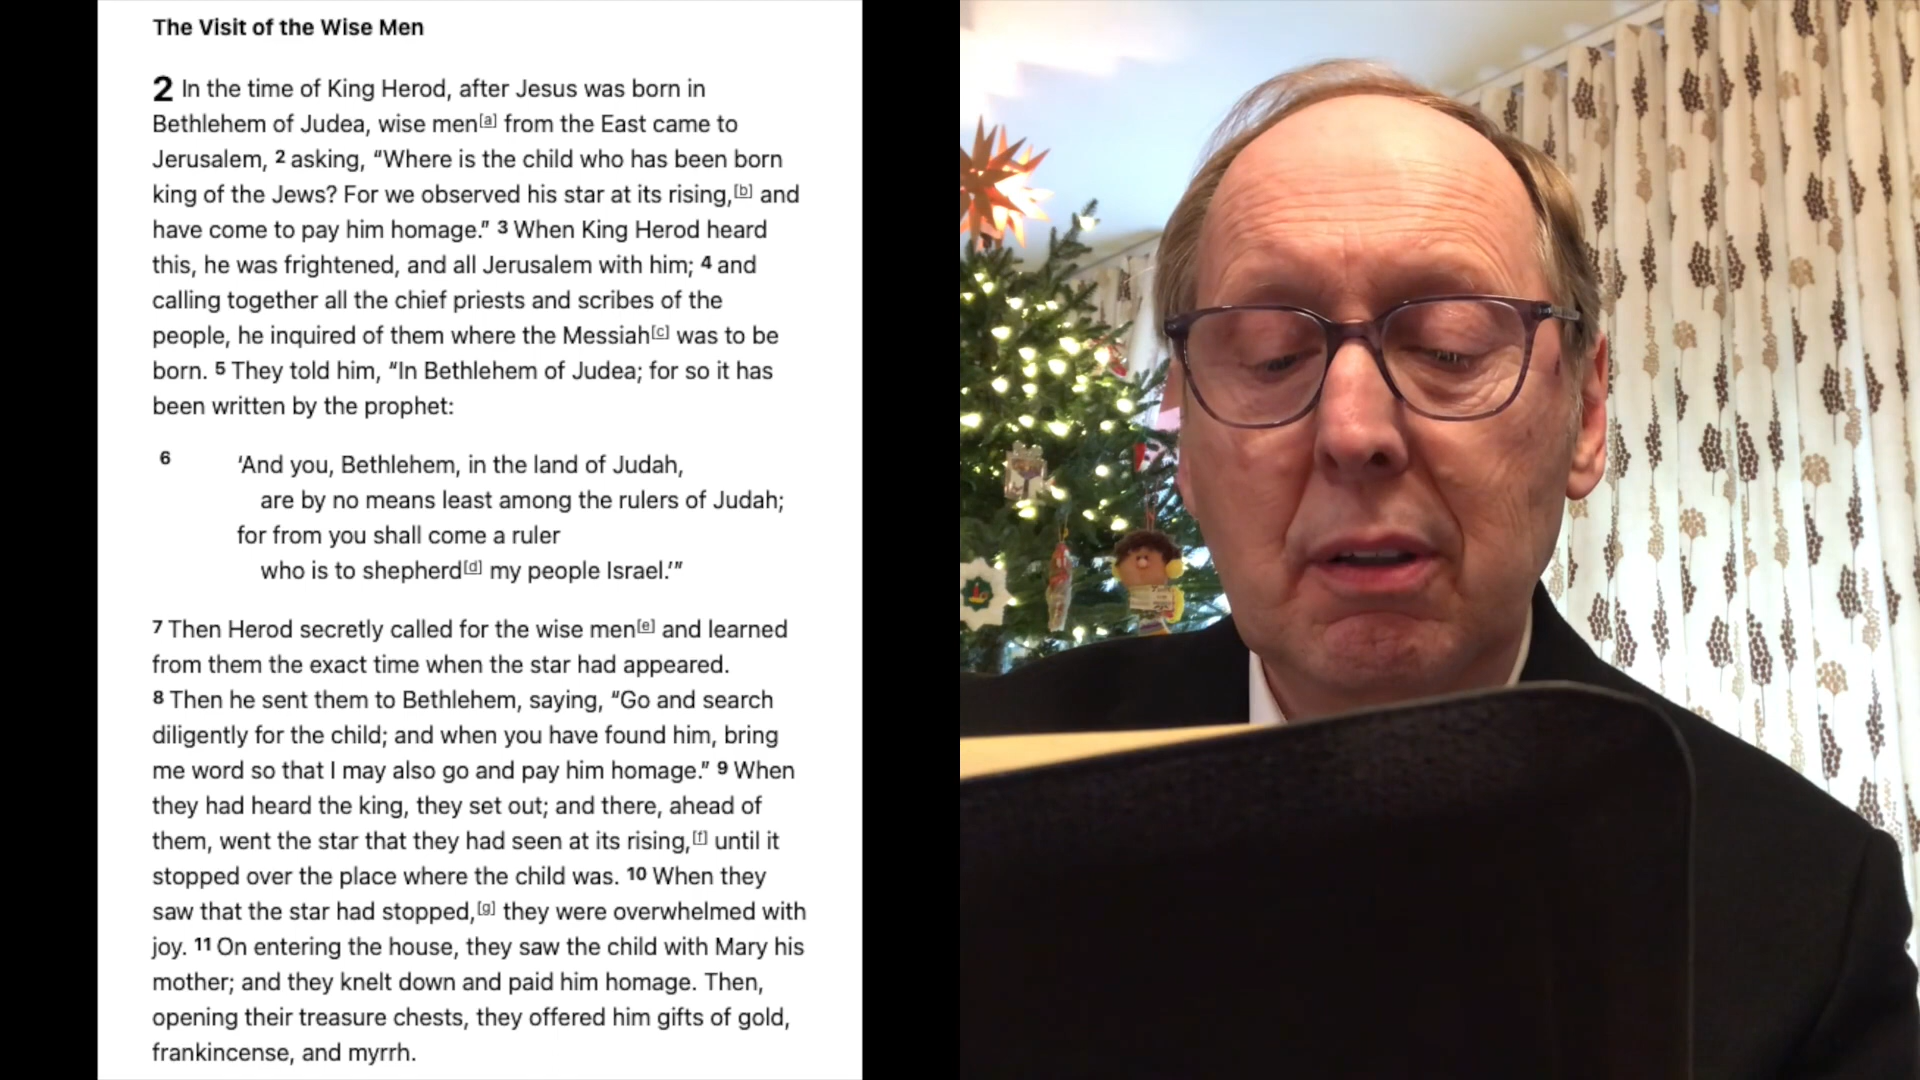 The Visit of the Wise Men
2 In the time of King Herod, after Jesus was born in
Bethlehem of Judea, wise men[a] from the East came to
Jerusalem, 2 asking, “Where is the child who has been born
king of the Jews? For we observed his star at its rising,[b] and
have come to pay him homage.” 3 When King Herod heard
this, he was frightened, and all Jerusalem with him; 4 and
calling together all the chief priests and scribes of the
people, he inquired of them where the Messiah[c] was to be
born. 5 They told him, “In Bethlehem of Judea; for so it has
been written by the prophet:
6 ‘And you, Bethlehem, in the land of Judah,
are by no means least among the rulers of Judah;
for from you shall come a ruler
who is to shepherd[d] my people Israel.’”
7 Then Herod secretly called for the wise men[e] and learned
from them the exact time when the star had appeared.
8 Then he sent them to Bethlehem, saying, “Go and search
diligently for the child; and when you have found him, bring
me word so that I may also go and pay him homage.” 9 When
they had heard the king, they set out; and there, ahead of
them, went the star that they had seen at its rising,[f] until it
stopped over the place where the child was. 10 When they
saw that the star had stopped,[g] they were overwhelmed with
joy. 11 On entering the house, they saw the child with Mary his
mother; and they knelt down and paid him homage. Then,
opening their treasure chests, they offered him gifts of gold,
frankincense, and myrrh.